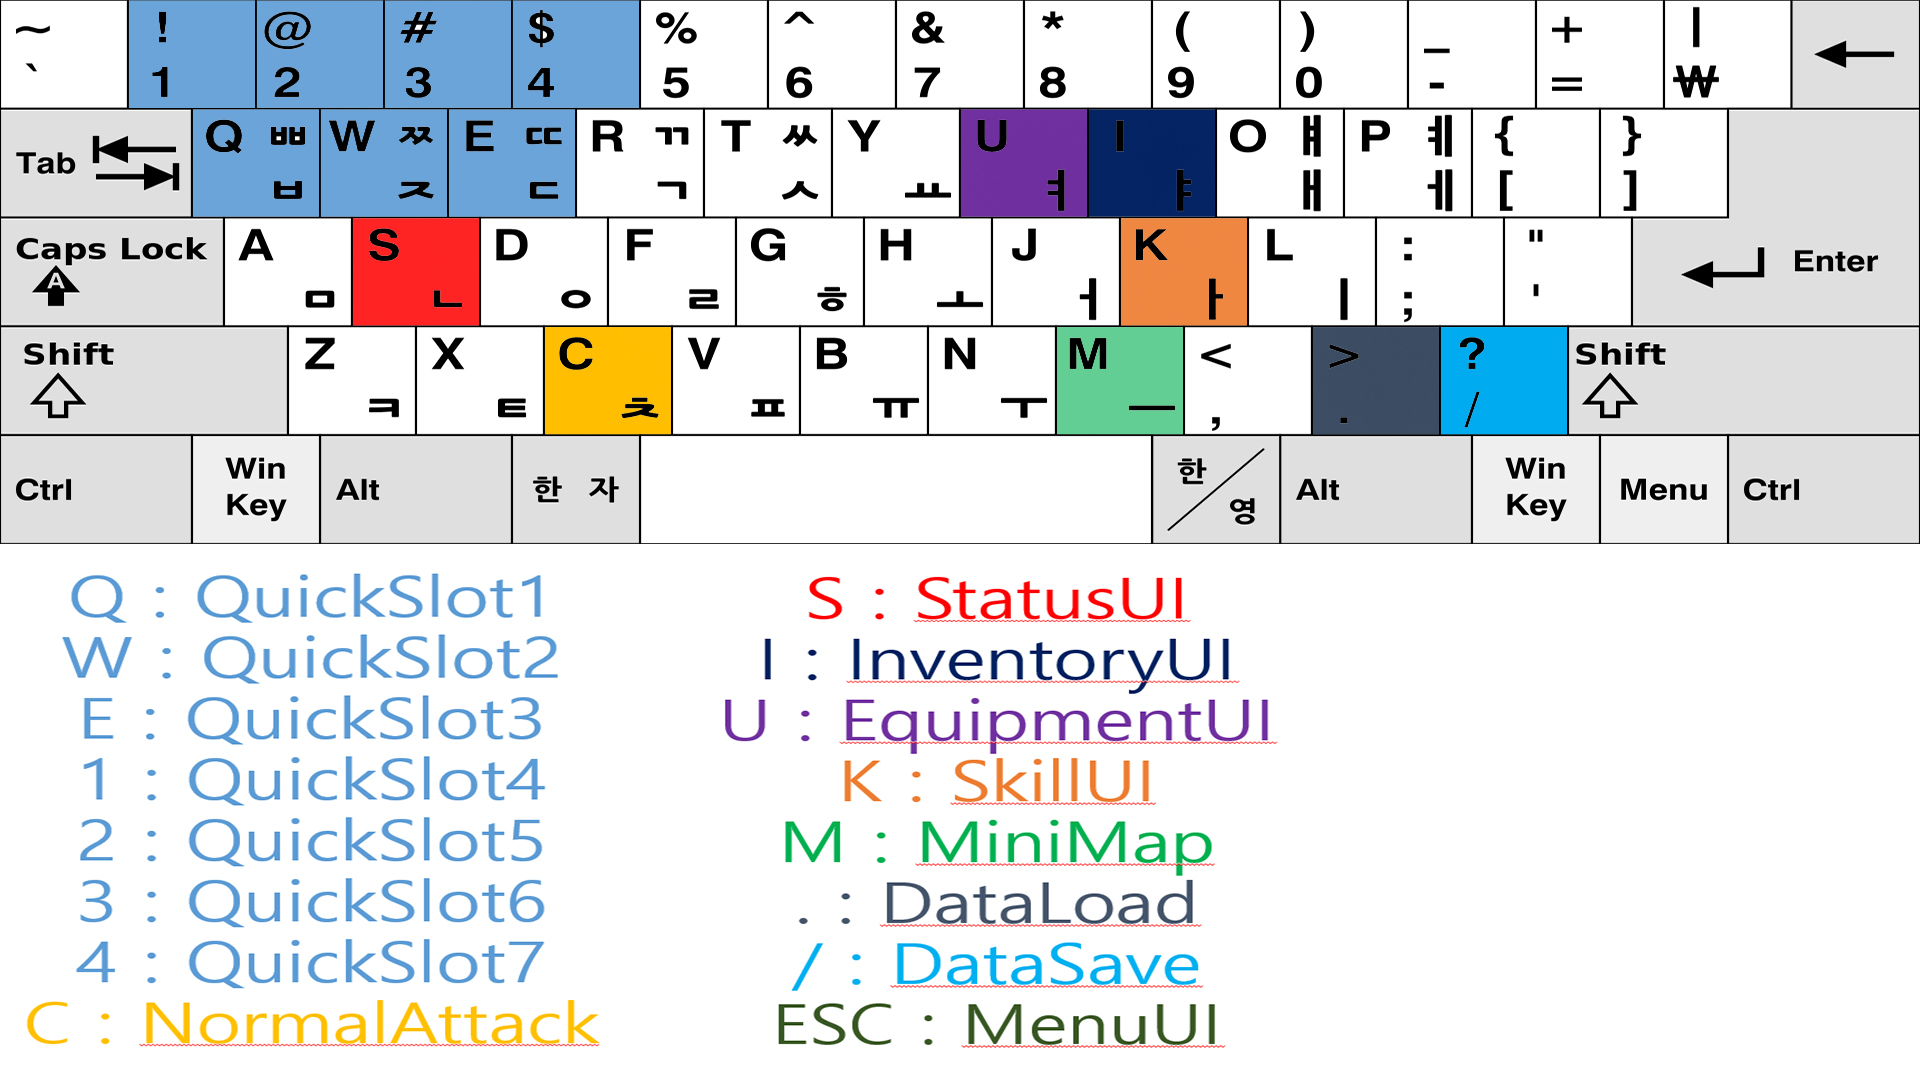 ~ ! @ # $ % ^ & * ( ) _ + |
` 1 2 3 4 5 6 7 8 9 0 - = ₩
Tab Q ㅃ W ㅉ E ㄸ R ㄲ T ㅆ Y U I O ㅒ P ㅖ { }
ㅂ ㅈ ㄷ ㄱ ㅅ ㅛ ㅕ ㅑ ㅐ ㅔ [ ]
Caps Lock A S D F G H J K L : " Enter
A ㅁ ㄴ ㅇ ㄹ ㅎ ㅗ ㅓ ㅏ ㅣ ; '
Shift Z X C V B N M < > ? Shift
ㅋ ㅌ ㅊ ㅍ ㅠ ㅜ ㅡ , . /
Ctrl Win Key Alt 한 자 한/영 Alt Win Key Menu Ctrl
Q : QuickSlot1
W : QuickSlot2
E : QuickSlot3
1 : QuickSlot4
2 : QuickSlot5
3 : QuickSlot6
4 : QuickSlot7
C : NormalAttack
S : StatusUI
I : InventoryUI
U : EquipmentUI
K : SkillUI
M : MiniMap
. : DataLoad
/ : DataSave
ESC : MenuUI